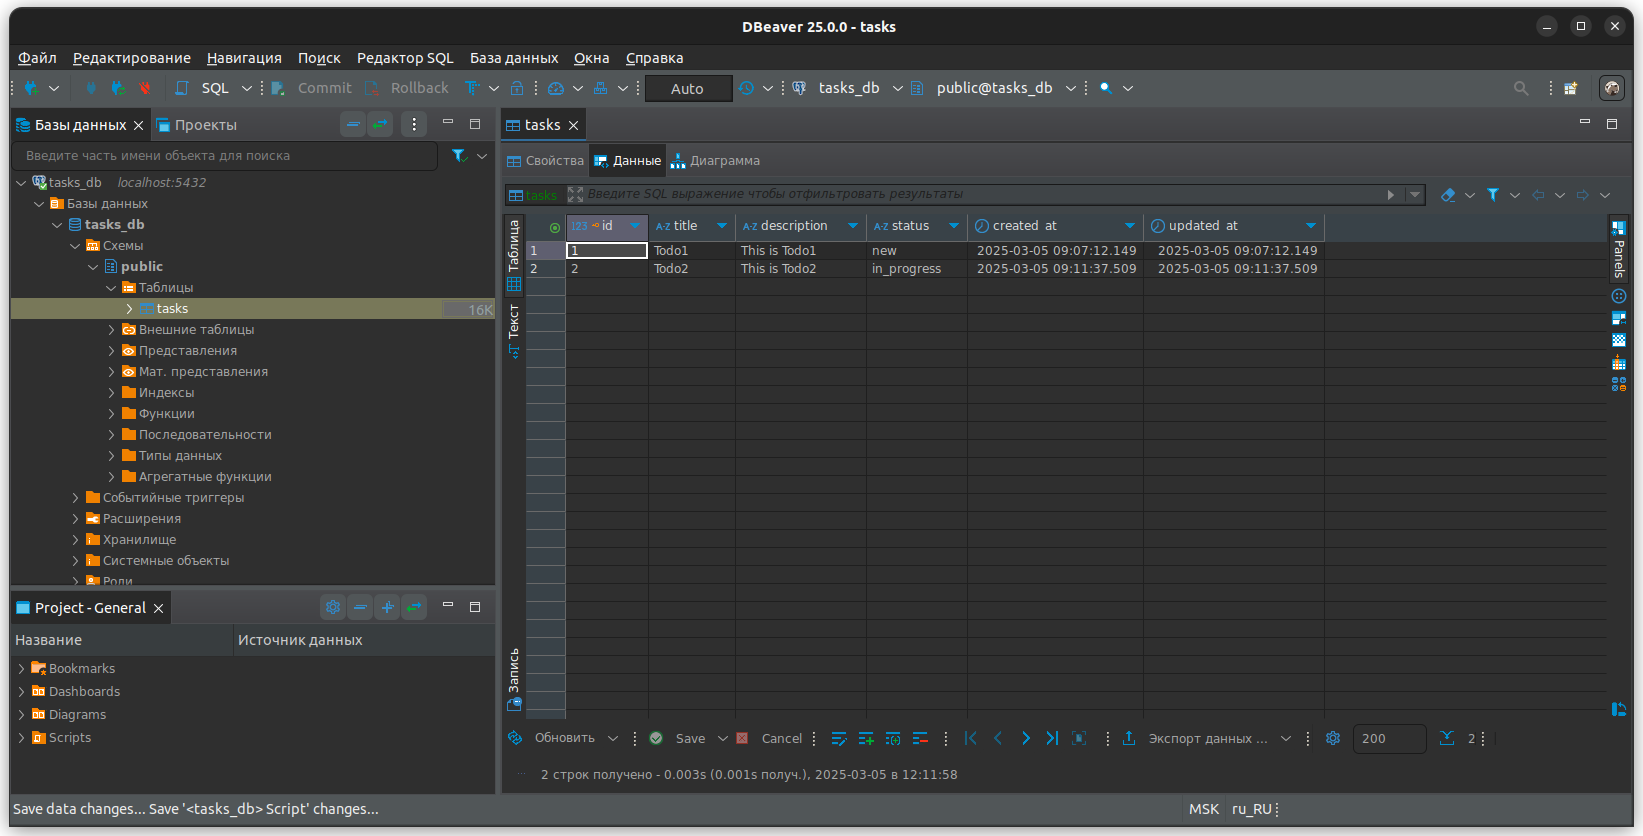 DBeaver 25.0.0 - tasks
Файл Редактирование Навигация Поиск Редактор SQL База данных Окна Справка
SQL Commit Rollback Auto tasks_db public@tasks_db
Базы данных Проекты
Введите часть имени объекта для поиска
tasks_db localhost:5432
Базы данных
tasks_db
Схемы
public
Таблицы
tasks 16K
Внешние таблицы
Представления
Мат. представления
Индексы
Функции
Последовательности
Типы данных
Агрегатные функции
Событийные триггеры
Расширения
Хранилище
Системные объекты
Роли
Project - General
Название Источник данных
Bookmarks
Dashboards
Diagrams
Scripts
tasks
Свойства Данные Диаграмма
tasks Введите SQL выражение чтобы отфильтровать результаты
Таблица
Текст
Запись
123 id A-Z title A-Z description A-Z status created_at updated_at
1 1 Todo1 This is Todo1 new 2025-03-05 09:07:12.149 2025-03-05 09:07:12.149
2 2 Todo2 This is Todo2 in_progress 2025-03-05 09:11:37.509 2025-03-05 09:11:37.509
Panels
Обновить Save Cancel Экспорт данных ... 200 2
2 строк получено - 0.003s (0.001s получ.), 2025-03-05 в 12:11:58
Save data changes... Save '<tasks_db> Script' changes... MSK ru_RU